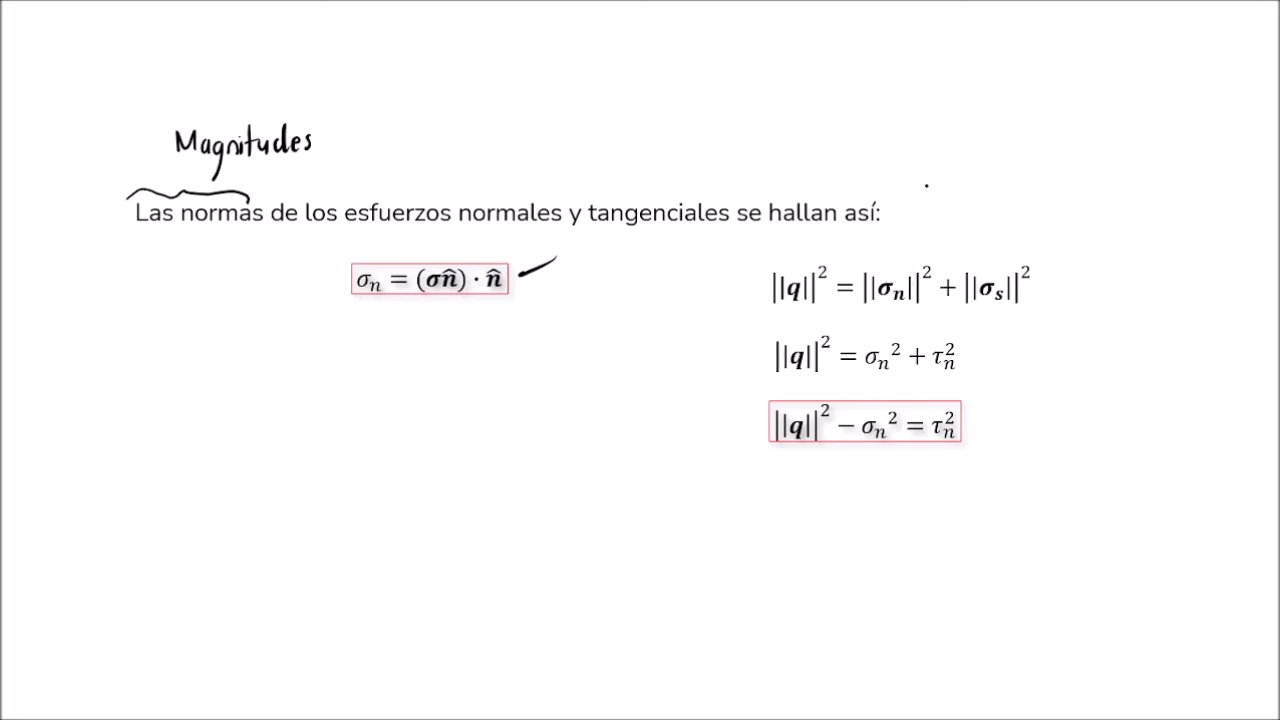 Magnitudes
Las normas de los esfuerzos normales y tangenciales se hallan así:
σₙ = (σn̂) · n̂
||q||² = ||σₙ||² + ||σₛ||²
||q||² = σₙ² + τₙ²
||q||² − σₙ² = τₙ²